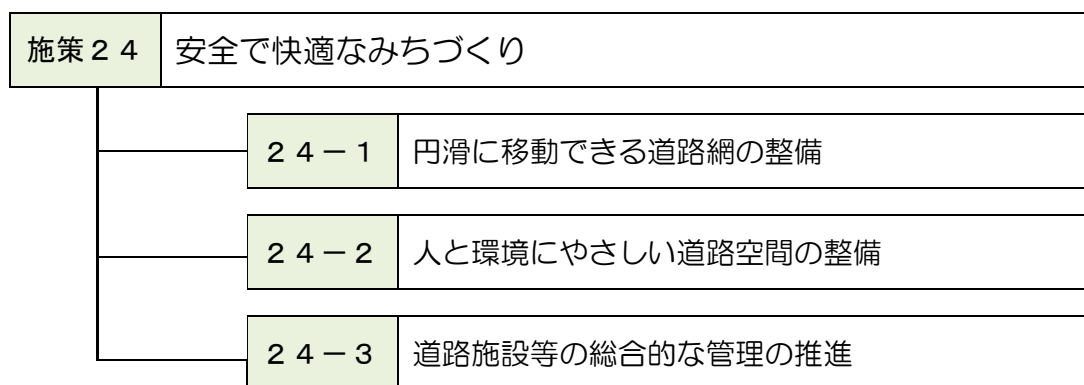 施策２４ 安全で快適なみちづくり
２４－１ 円滑に移動できる道路網の整備
２４－２ 人と環境にやさしい道路空間の整備
２４－３ 道路施設等の総合的な管理の推進